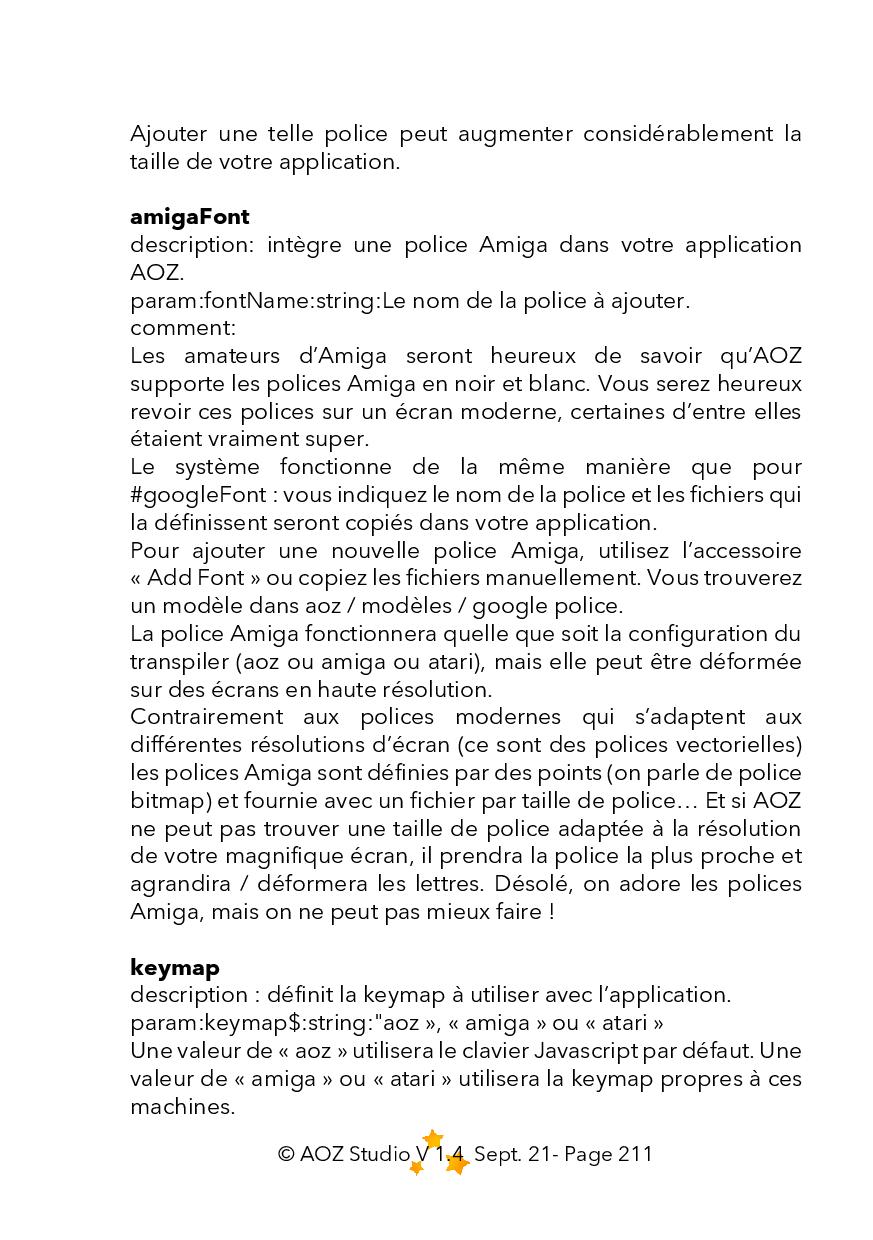 Ajouter une telle police peut augmenter considérablement la
taille de votre application.
amigaFont
description: intègre une police Amiga dans votre application
AOZ.
param:fontName:string:Le nom de la police à ajouter.
comment:
Les amateurs d’Amiga seront heureux de savoir qu’AOZ
supporte les polices Amiga en noir et blanc. Vous serez heureux
revoir ces polices sur un écran moderne, certaines d’entre elles
étaient vraiment super.
Le système fonctionne de la même manière que pour
#googleFont : vous indiquez le nom de la police et les fichiers qui
la définissent seront copiés dans votre application.
Pour ajouter une nouvelle police Amiga, utilisez l’accessoire
« Add Font » ou copiez les fichiers manuellement. Vous trouverez
un modèle dans aoz / modèles / google police.
La police Amiga fonctionnera quelle que soit la configuration du
transpiler (aoz ou amiga ou atari), mais elle peut être déformée
sur des écrans en haute résolution.
Contrairement aux polices modernes qui s’adaptent aux
différentes résolutions d’écran (ce sont des polices vectorielles)
les polices Amiga sont définies par des points (on parle de police
bitmap) et fournie avec un fichier par taille de police… Et si AOZ
ne peut pas trouver une taille de police adaptée à la résolution
de votre magnifique écran, il prendra la police la plus proche et
agrandira / déformera les lettres. Désolé, on adore les polices
Amiga, mais on ne peut pas mieux faire !
keymap
description : définit la keymap à utiliser avec l’application.
param:keymap$:string:"aoz », « amiga » ou « atari »
Une valeur de « aoz » utilisera le clavier Javascript par défaut. Une
valeur de « amiga » ou « atari » utilisera la keymap propres à ces
machines.
© AOZ Studio V 1.4 Sept. 21- Page 211